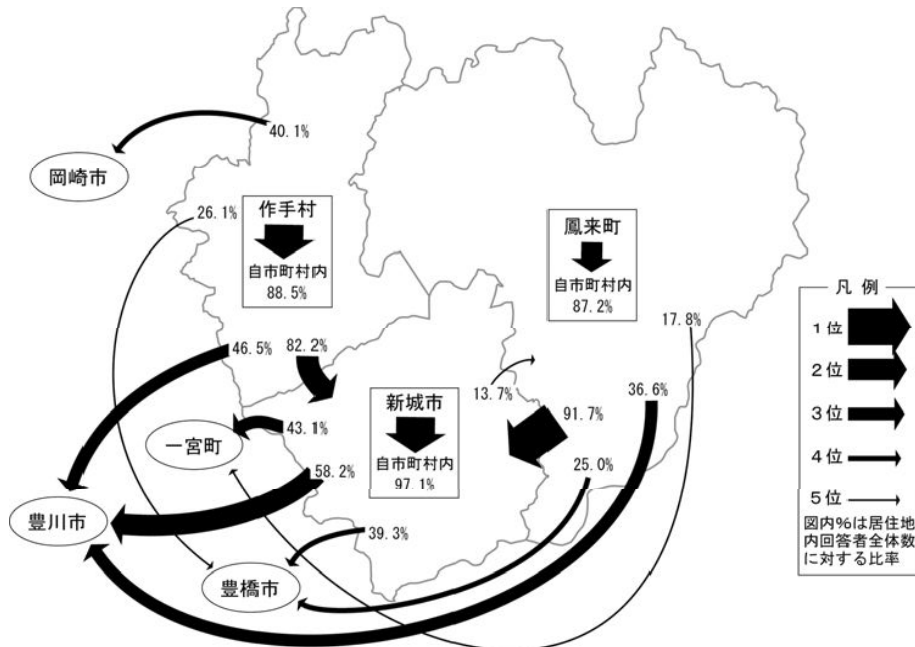 40.1%
岡崎市
26.1%
作手村
自市町村内
88.5%
鳳来町
自市町村内
87.2%
17.8%
凡 例
1位
2位
3位
4位
5位
図内%は居住地
内回答者全体数
に対する比率
46.5%
82.2%
13.7%
36.6%
新城市
自市町村内
97.1%
91.7%
43.1%
一宮町
58.2%
25.0%
豊川市
39.3%
豊橋市